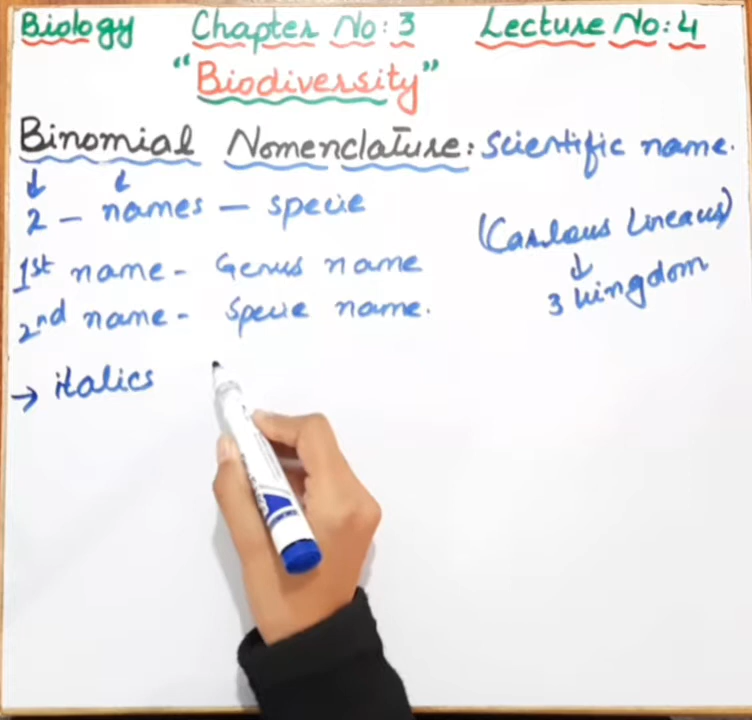 Biology Chapter No: 3 Lecture No: 4
"Biodiversity"
Binomial Nomenclature: Scientific name.
2 - names - specie
(Carlous Lineaus)
1st name - Genus name
3 kingdom
2nd name - Specie name.
→ italics